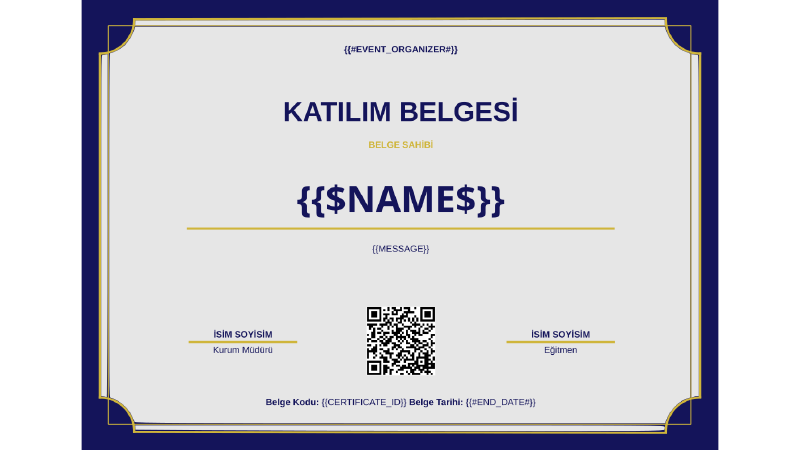 {{#EVENT_ORGANIZER#}}
KATILIM BELGESİ
BELGE SAHİBİ
{{$NAME$}}
{{MESSAGE}}
İSİM SOYİSİM
Kurum Müdürü
İSİM SOYİSİM
Eğitmen
Belge Kodu: {{CERTIFICATE_ID}} Belge Tarihi: {{#END_DATE#}}